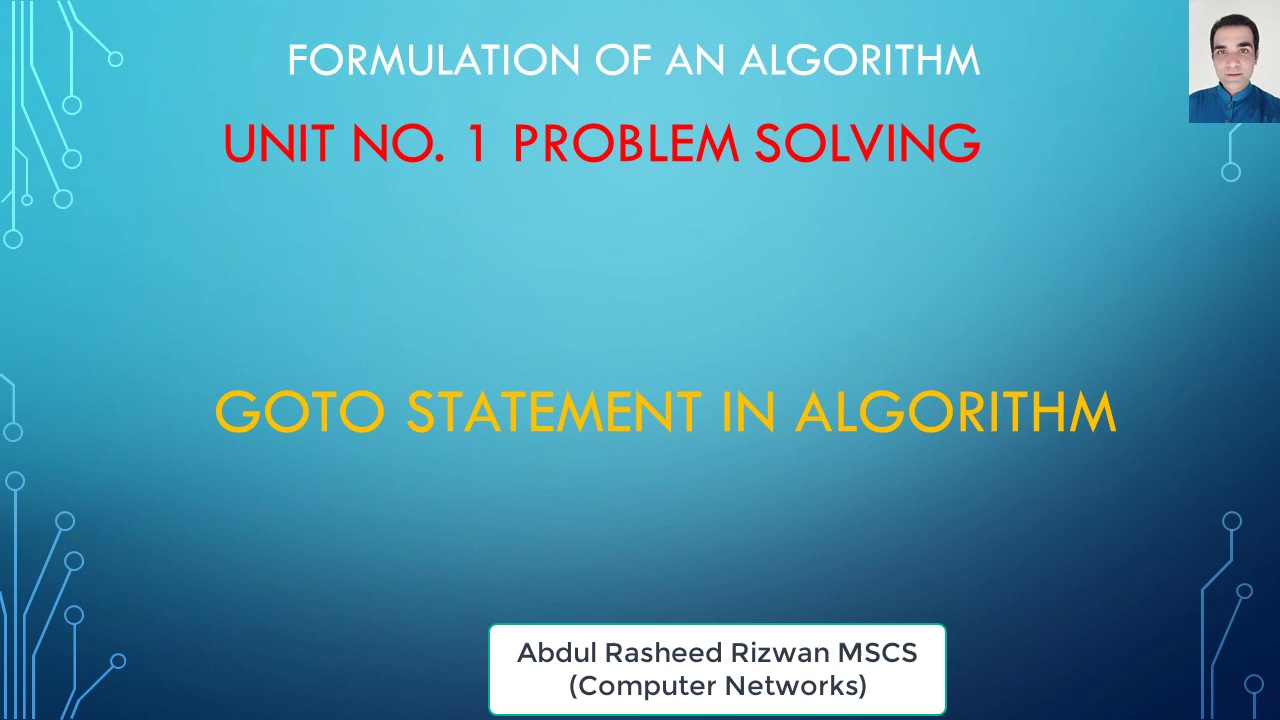 FORMULATION OF AN ALGORITHM
UNIT NO. 1 PROBLEM SOLVING
GOTO STATEMENT IN ALGORITHM
Abdul Rasheed Rizwan MSCS
(Computer Networks)